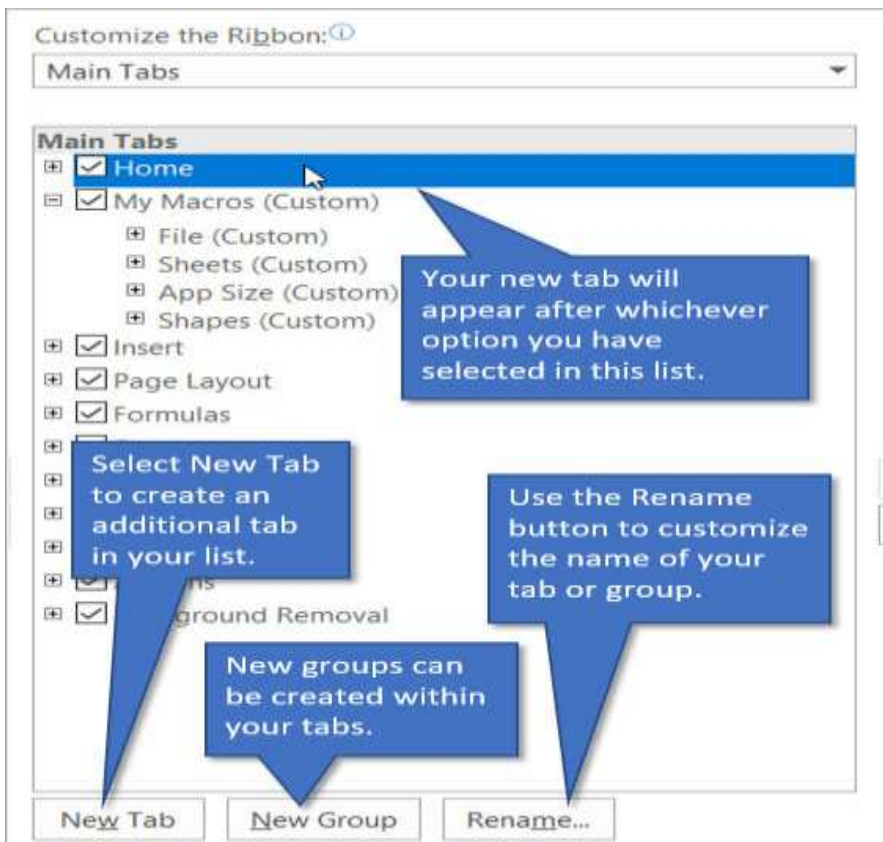 Customize the Ribbon:
Main Tabs
Main Tabs
Home
My Macros (Custom)
File (Custom)
Sheets (Custom)
App Size (Custom)
Shapes (Custom)
Your new tab will
appear after whichever
option you have
selected in this list.
Insert
Page Layout
Formulas
Select New Tab
to create an
additional tab
in your list.
Use the Rename
button to customize
the name of your
tab or group.
ground Removal
New groups can
be created within
your tabs.
New Tab
New Group
Rename...